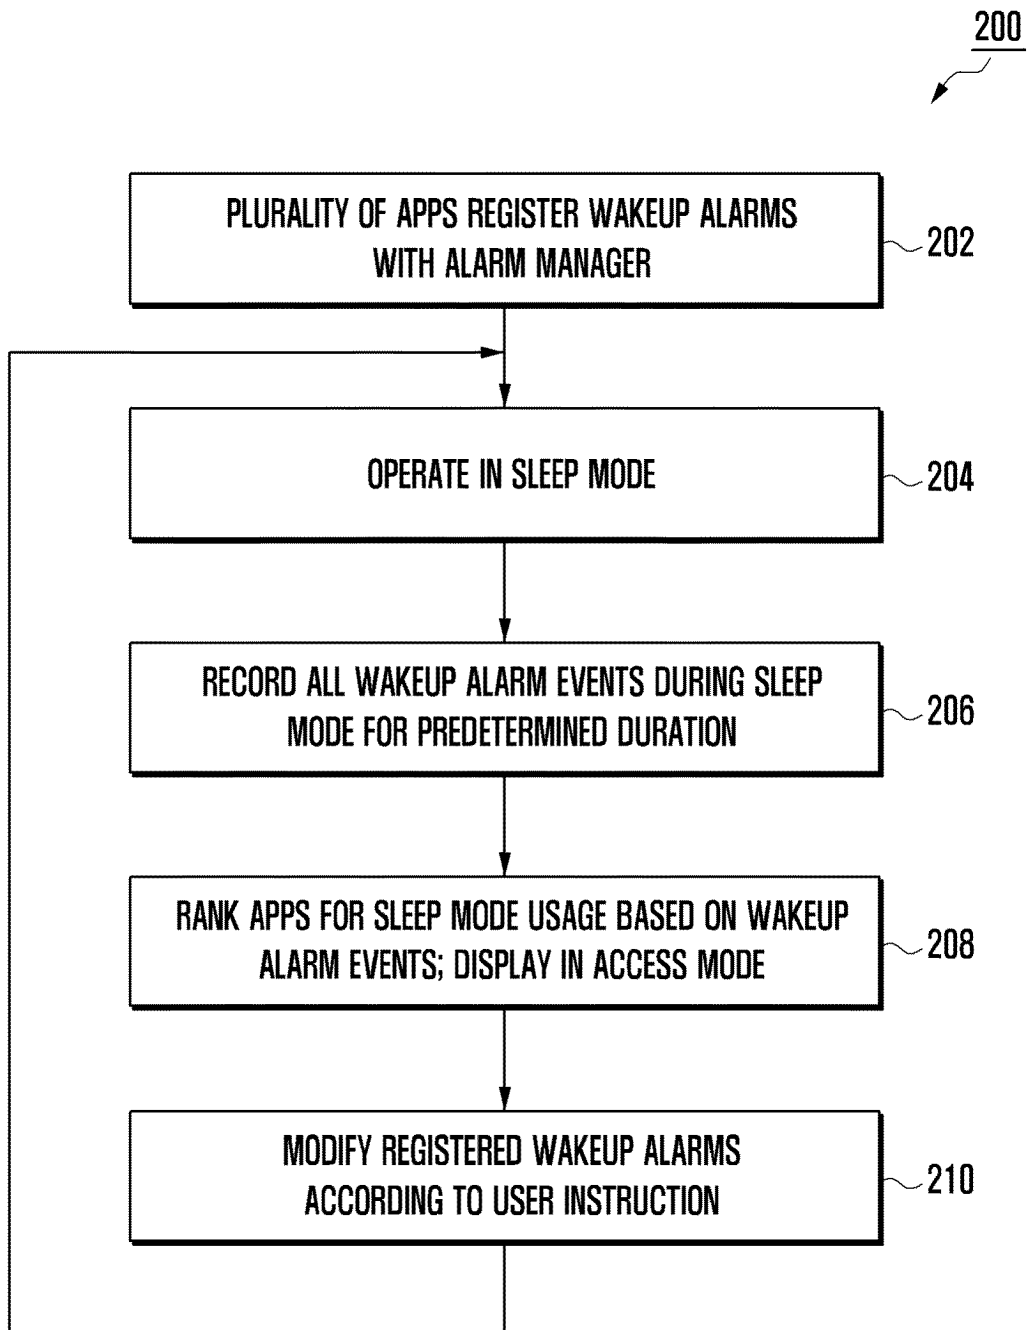 200
PLURALITY OF APPS REGISTER WAKEUP ALARMS
WITH ALARM MANAGER
202
OPERATE IN SLEEP MODE
204
RECORD ALL WAKEUP ALARM EVENTS DURING SLEEP
MODE FOR PREDETERMINED DURATION
206
RANK APPS FOR SLEEP MODE USAGE BASED ON WAKEUP
ALARM EVENTS; DISPLAY IN ACCESS MODE
208
MODIFY REGISTERED WAKEUP ALARMS
ACCORDING TO USER INSTRUCTION
210